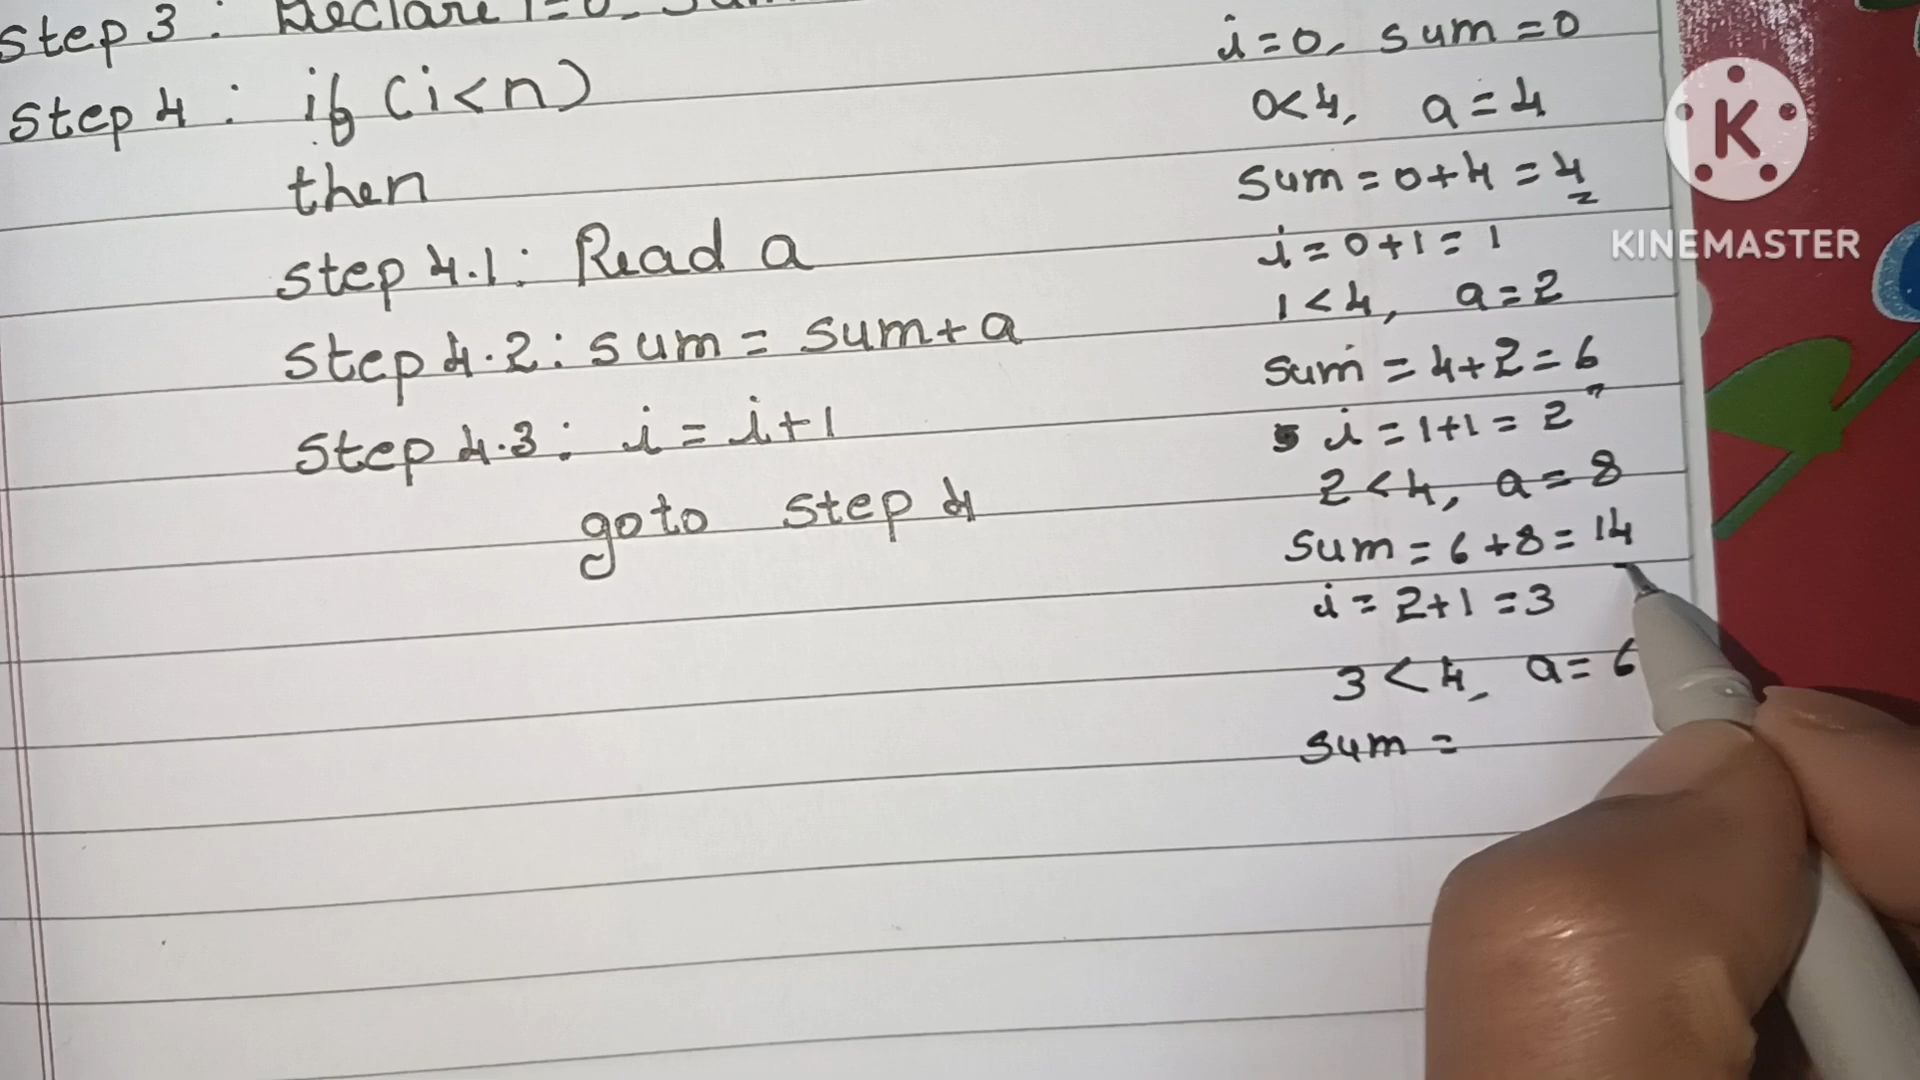 Step 3 : Declare i=0,
Step 4 : if (i<n)
then
Step 4.1: Read a
Step 4.2: sum = sum+a
Step 4.3: i = i+1
goto step 4
i=0, sum=0
0<4, a=4
sum=0+4=4
i=0+1=1
1<4, a=2
sum=4+2=6
i=1+1=2
2<4, a=8
sum=6+8=14
i=2+1=3
3<4, a=6
sum=
K
KINEMASTER